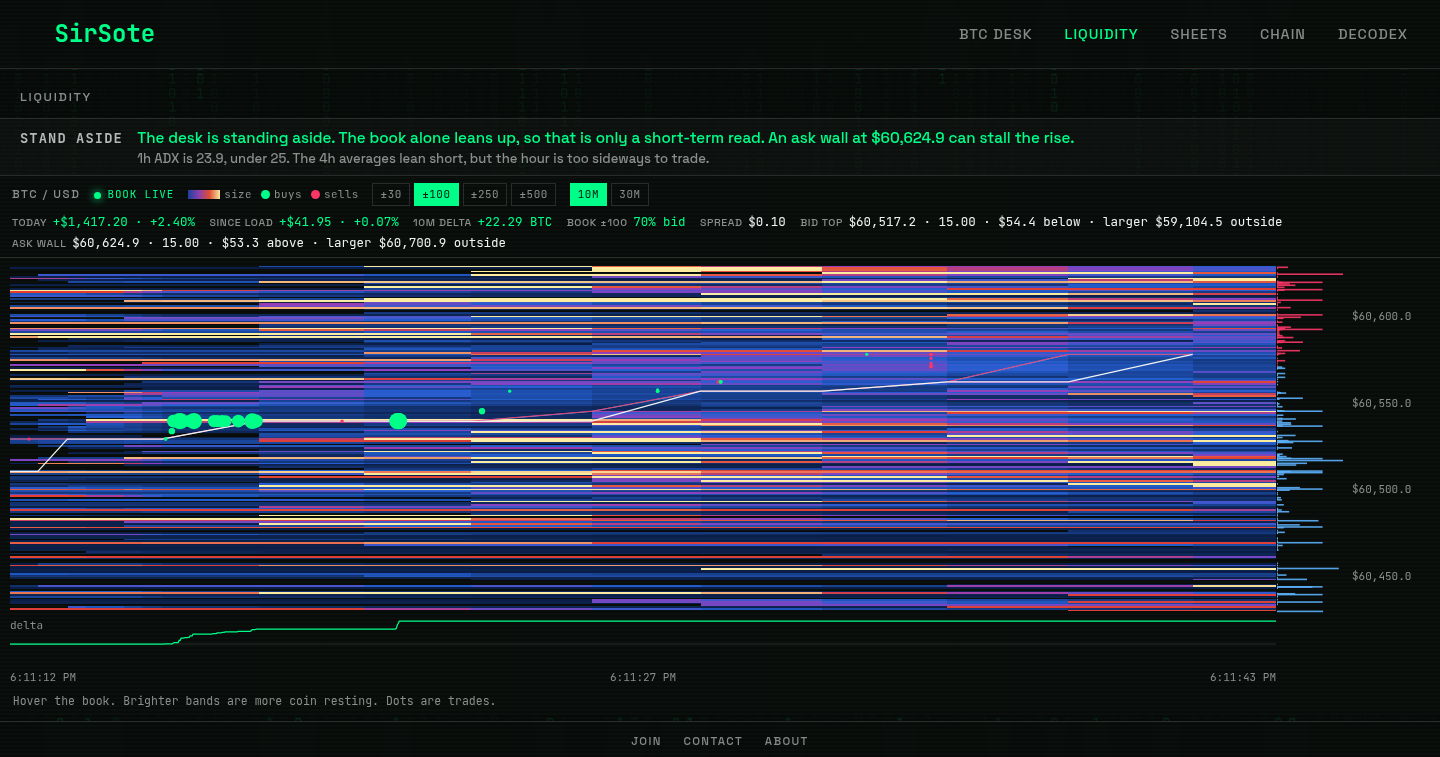 SirSote
BTC DESK LIQUIDITY SHEETS CHAIN DECODEX
LIQUIDITY
STAND ASIDE The desk is standing aside. The book alone leans up, so that is only a short-term read. An ask wall at $60,624.9 can stall the rise.
1h ADX is 23.9, under 25. The 4h averages lean short, but the hour is too sideways to trade.
BTC / USD BOOK LIVE size buys sells ±30 ±100 ±250 ±500 10M 30M
TODAY +$1,417.20 · +2.40% SINCE LOAD +$41.95 · +0.07% 10M DELTA +22.29 BTC BOOK ±100 70% bid SPREAD $0.10 BID TOP $60,517.2 · 15.00 · $54.4 below · larger $59,104.5 outside
ASK WALL $60,624.9 · 15.00 · $53.3 above · larger $60,700.9 outside
$60,600.0
$60,550.0
$60,500.0
$60,450.0
delta
6:11:12 PM 6:11:27 PM 6:11:43 PM
Hover the book. Brighter bands are more coin resting. Dots are trades.
JOIN CONTACT ABOUT